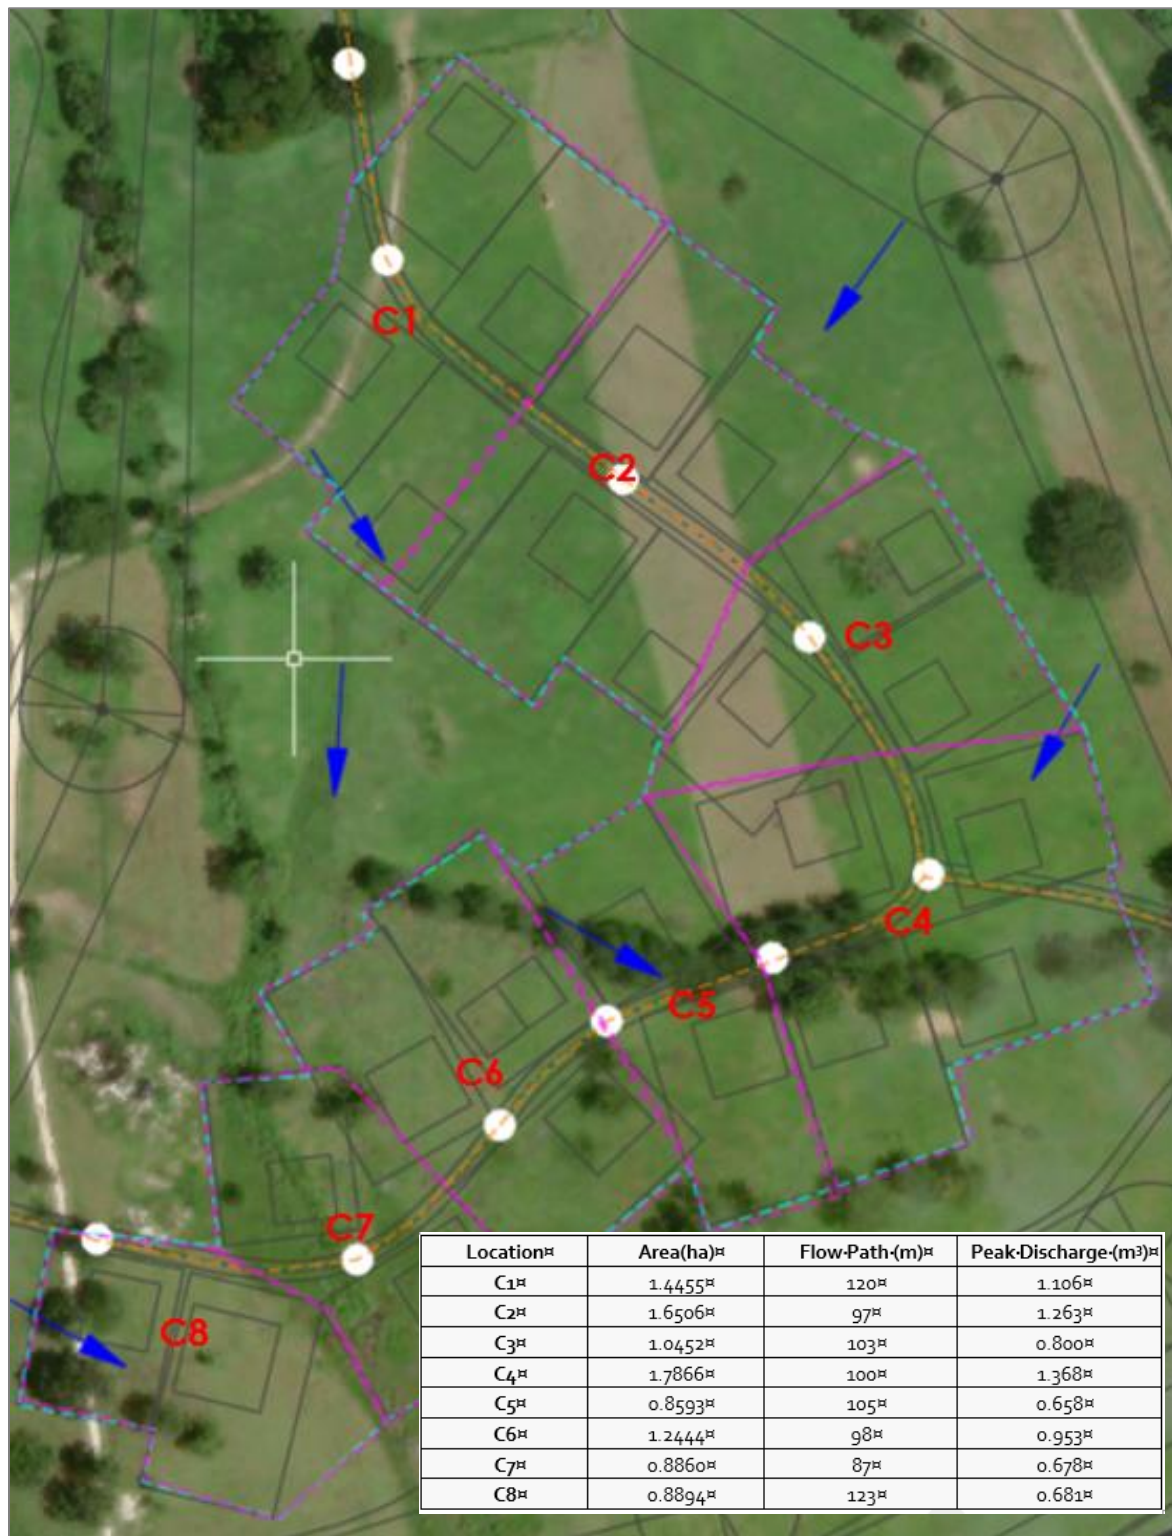 C1
C2
C3
C4
C5
C6
C7
C8
Location¤ Area(ha)¤ Flow·Path·(m)¤ Peak·Discharge·(m³)¤
C1¤ 1.4455¤ 120¤ 1.106¤
C2¤ 1.6506¤ 97¤ 1.263¤
C3¤ 1.0452¤ 103¤ 0.800¤
C4¤ 1.7866¤ 100¤ 1.368¤
C5¤ 0.8593¤ 105¤ 0.658¤
C6¤ 1.2444¤ 98¤ 0.953¤
C7¤ 0.8860¤ 87¤ 0.678¤
C8¤ 0.8894¤ 123¤ 0.681¤